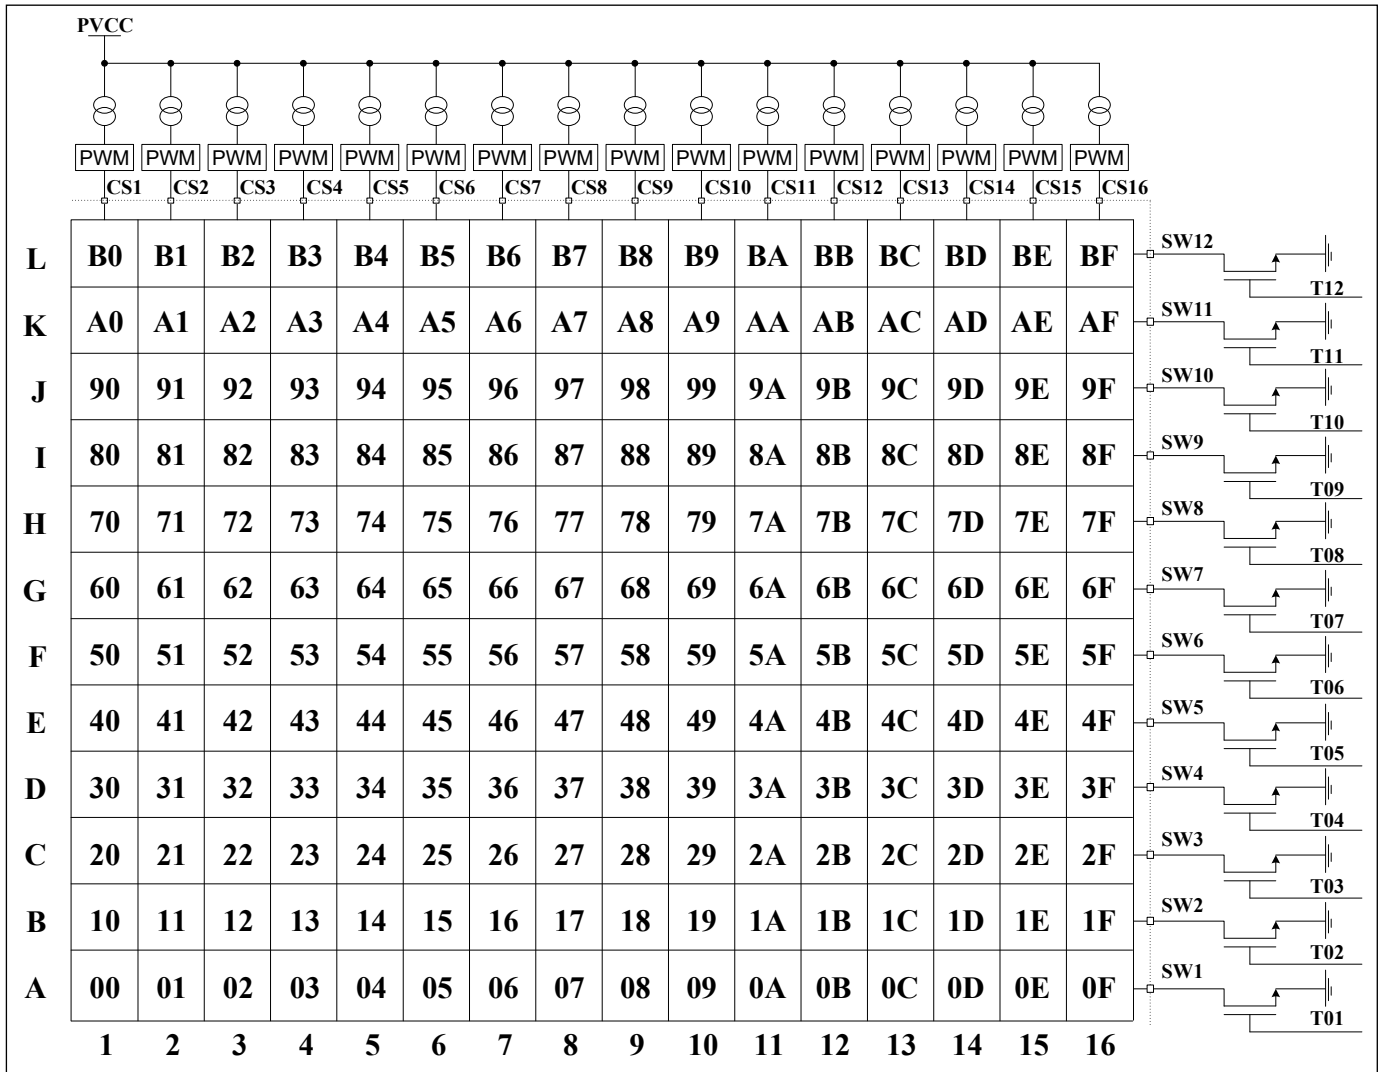 PVCC
PWM PWM PWM PWM PWM PWM PWM PWM PWM PWM PWM PWM PWM PWM PWM PWM
CS1 CS2 CS3 CS4 CS5 CS6 CS7 CS8 CS9 CS10 CS11 CS12 CS13 CS14 CS15 CS16
L B0 B1 B2 B3 B4 B5 B6 B7 B8 B9 BA BB BC BD BE BF SW12
T12
K A0 A1 A2 A3 A4 A5 A6 A7 A8 A9 AA AB AC AD AE AF SW11
T11
J 90 91 92 93 94 95 96 97 98 99 9A 9B 9C 9D 9E 9F SW10
T10
I 80 81 82 83 84 85 86 87 88 89 8A 8B 8C 8D 8E 8F SW9
T09
H 70 71 72 73 74 75 76 77 78 79 7A 7B 7C 7D 7E 7F SW8
T08
G 60 61 62 63 64 65 66 67 68 69 6A 6B 6C 6D 6E 6F SW7
T07
F 50 51 52 53 54 55 56 57 58 59 5A 5B 5C 5D 5E 5F SW6
T06
E 40 41 42 43 44 45 46 47 48 49 4A 4B 4C 4D 4E 4F SW5
T05
D 30 31 32 33 34 35 36 37 38 39 3A 3B 3C 3D 3E 3F SW4
T04
C 20 21 22 23 24 25 26 27 28 29 2A 2B 2C 2D 2E 2F SW3
T03
B 10 11 12 13 14 15 16 17 18 19 1A 1B 1C 1D 1E 1F SW2
T02
A 00 01 02 03 04 05 06 07 08 09 0A 0B 0C 0D 0E 0F SW1
T01
1 2 3 4 5 6 7 8 9 10 11 12 13 14 15 16